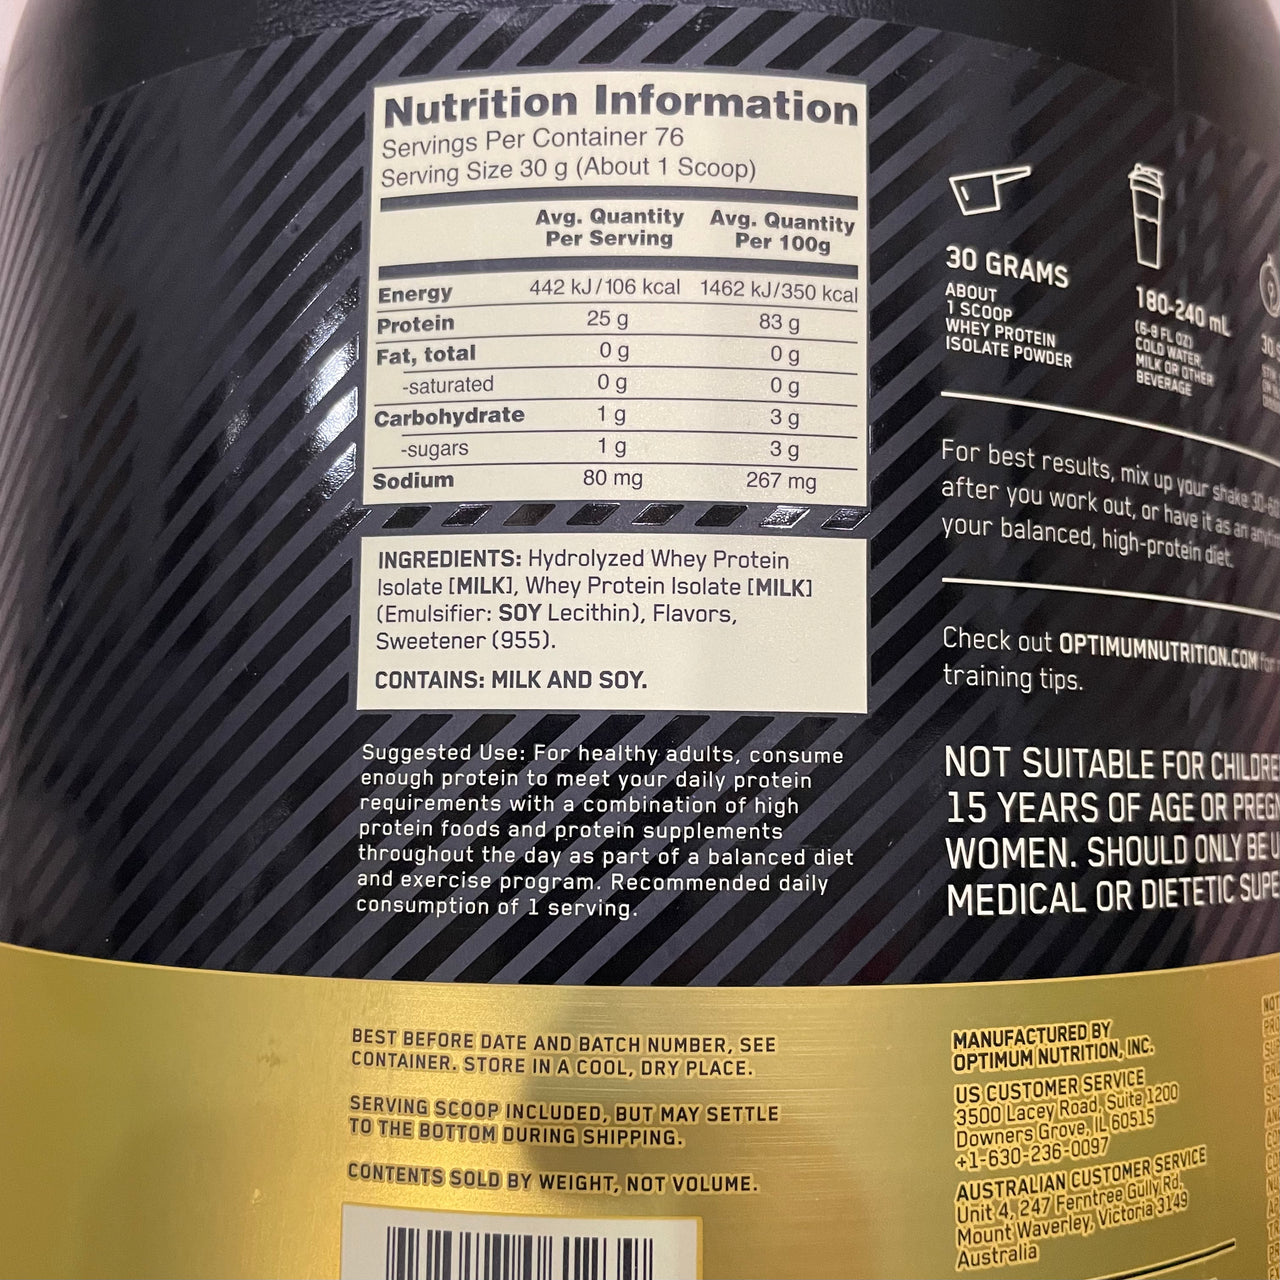 Nutrition Information
Servings Per Container 76
Serving Size 30 g (About 1 Scoop)
Avg. Quantity Per Serving Avg. Quantity Per 100g
Energy 442 kJ/106 kcal 1462 kJ/350 kcal
Protein 25 g 83 g
Fat, total 0 g 0 g
-saturated 0 g 0 g
Carbohydrate 1 g 3 g
-sugars 1 g 3 g
Sodium 80 mg 267 mg
INGREDIENTS: Hydrolyzed Whey Protein
Isolate [MILK], Whey Protein Isolate [MILK]
(Emulsifier: SOY Lecithin), Flavors,
Sweetener (955).
CONTAINS: MILK AND SOY.
Suggested Use: For healthy adults, consume
enough protein to meet your daily protein
requirements with a combination of high
protein foods and protein supplements
throughout the day as part of a balanced diet
and exercise program. Recommended daily
consumption of 1 serving.
30 GRAMS
ABOUT
1 SCOOP
WHEY PROTEIN
ISOLATE POWDER
180-240 mL
(6-8 FL OZ)
COLD WATER,
MILK OR OTHER
BEVERAGE
For best results, mix up your shake
after you work out, or have it as an
your balanced, high-protein diet.
Check out OPTIMUMNUTRITION.COM for
training tips.
NOT SUITABLE FOR
15 YEARS OF AGE OR
WOMEN. SHOULD ONLY BE
MEDICAL OR DIETETIC
BEST BEFORE DATE AND BATCH NUMBER, SEE
CONTAINER. STORE IN A COOL, DRY PLACE.
SERVING SCOOP INCLUDED, BUT MAY SETTLE
TO THE BOTTOM DURING SHIPPING.
CONTENTS SOLD BY WEIGHT, NOT VOLUME.
MANUFACTURED BY
OPTIMUM NUTRITION, INC.
US CUSTOMER SERVICE
3500 Lacey Road, Suite 1200
Downers Grove, IL 60515
+1-630-236-0097
AUSTRALIAN CUSTOMER SERVICE
Unit 4, 247 Ferntree Gully Rd,
Mount Waverley, Victoria 3149
Australia